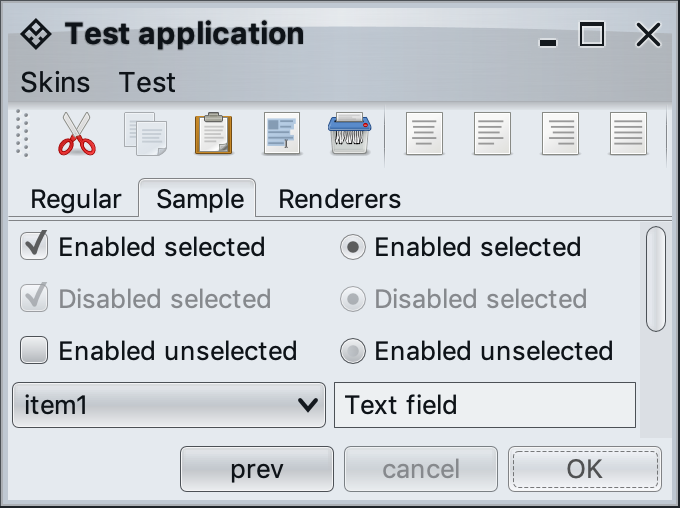 Test application
Skins Test
Regular Sample Renderers
Enabled selected Enabled selected
Disabled selected Disabled selected
Enabled unselected Enabled unselected
item1 Text field
prev cancel OK